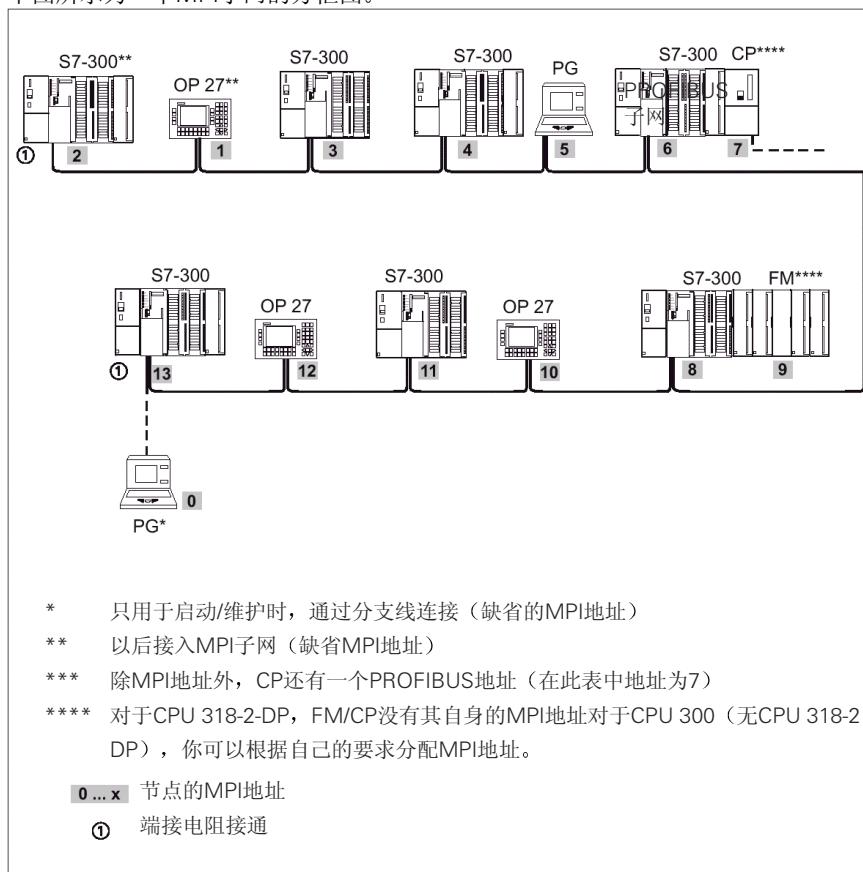 S7-300**
OP 27**
S7-300
S7-300
PG
S7-300 CP****
PROFIBUS
子网
① 2 1 3 4 5 6 7
S7-300
OP 27
S7-300
OP 27
S7-300 FM****
① 13 12 11 10 8 9
0
PG*
* 只用于启动/维护时，通过分支线连接（缺省的MPI地址）
** 以后接入MPI子网（缺省MPI地址）
*** 除MPI地址外，CP还有一个PROFIBUS地址（在此表中地址为7）
**** 对于CPU 318-2-DP，FM/CP没有其自身的MPI地址对于CPU 300（无CPU 318-2
DP），你可以根据自己的要求分配MPI地址。
0 ... x 节点的MPI地址
① 端接电阻接通